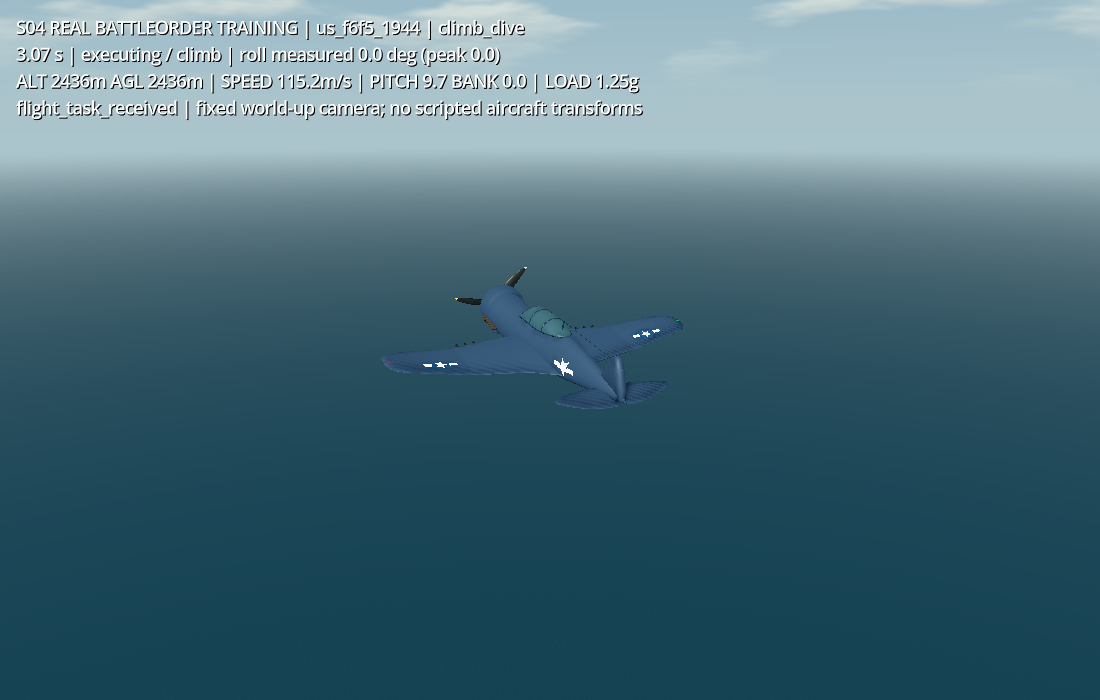 S04 REAL BATTLEORDER TRAINING | us_f6f5_1944 | climb_dive
3.07 s | executing / climb | roll measured 0.0 deg (peak 0.0)
ALT 2436m AGL 2436m | SPEED 115.2m/s | PITCH 9.7 BANK 0.0 | LOAD 1.25g
flight_task_received | fixed world-up camera; no scripted aircraft transforms